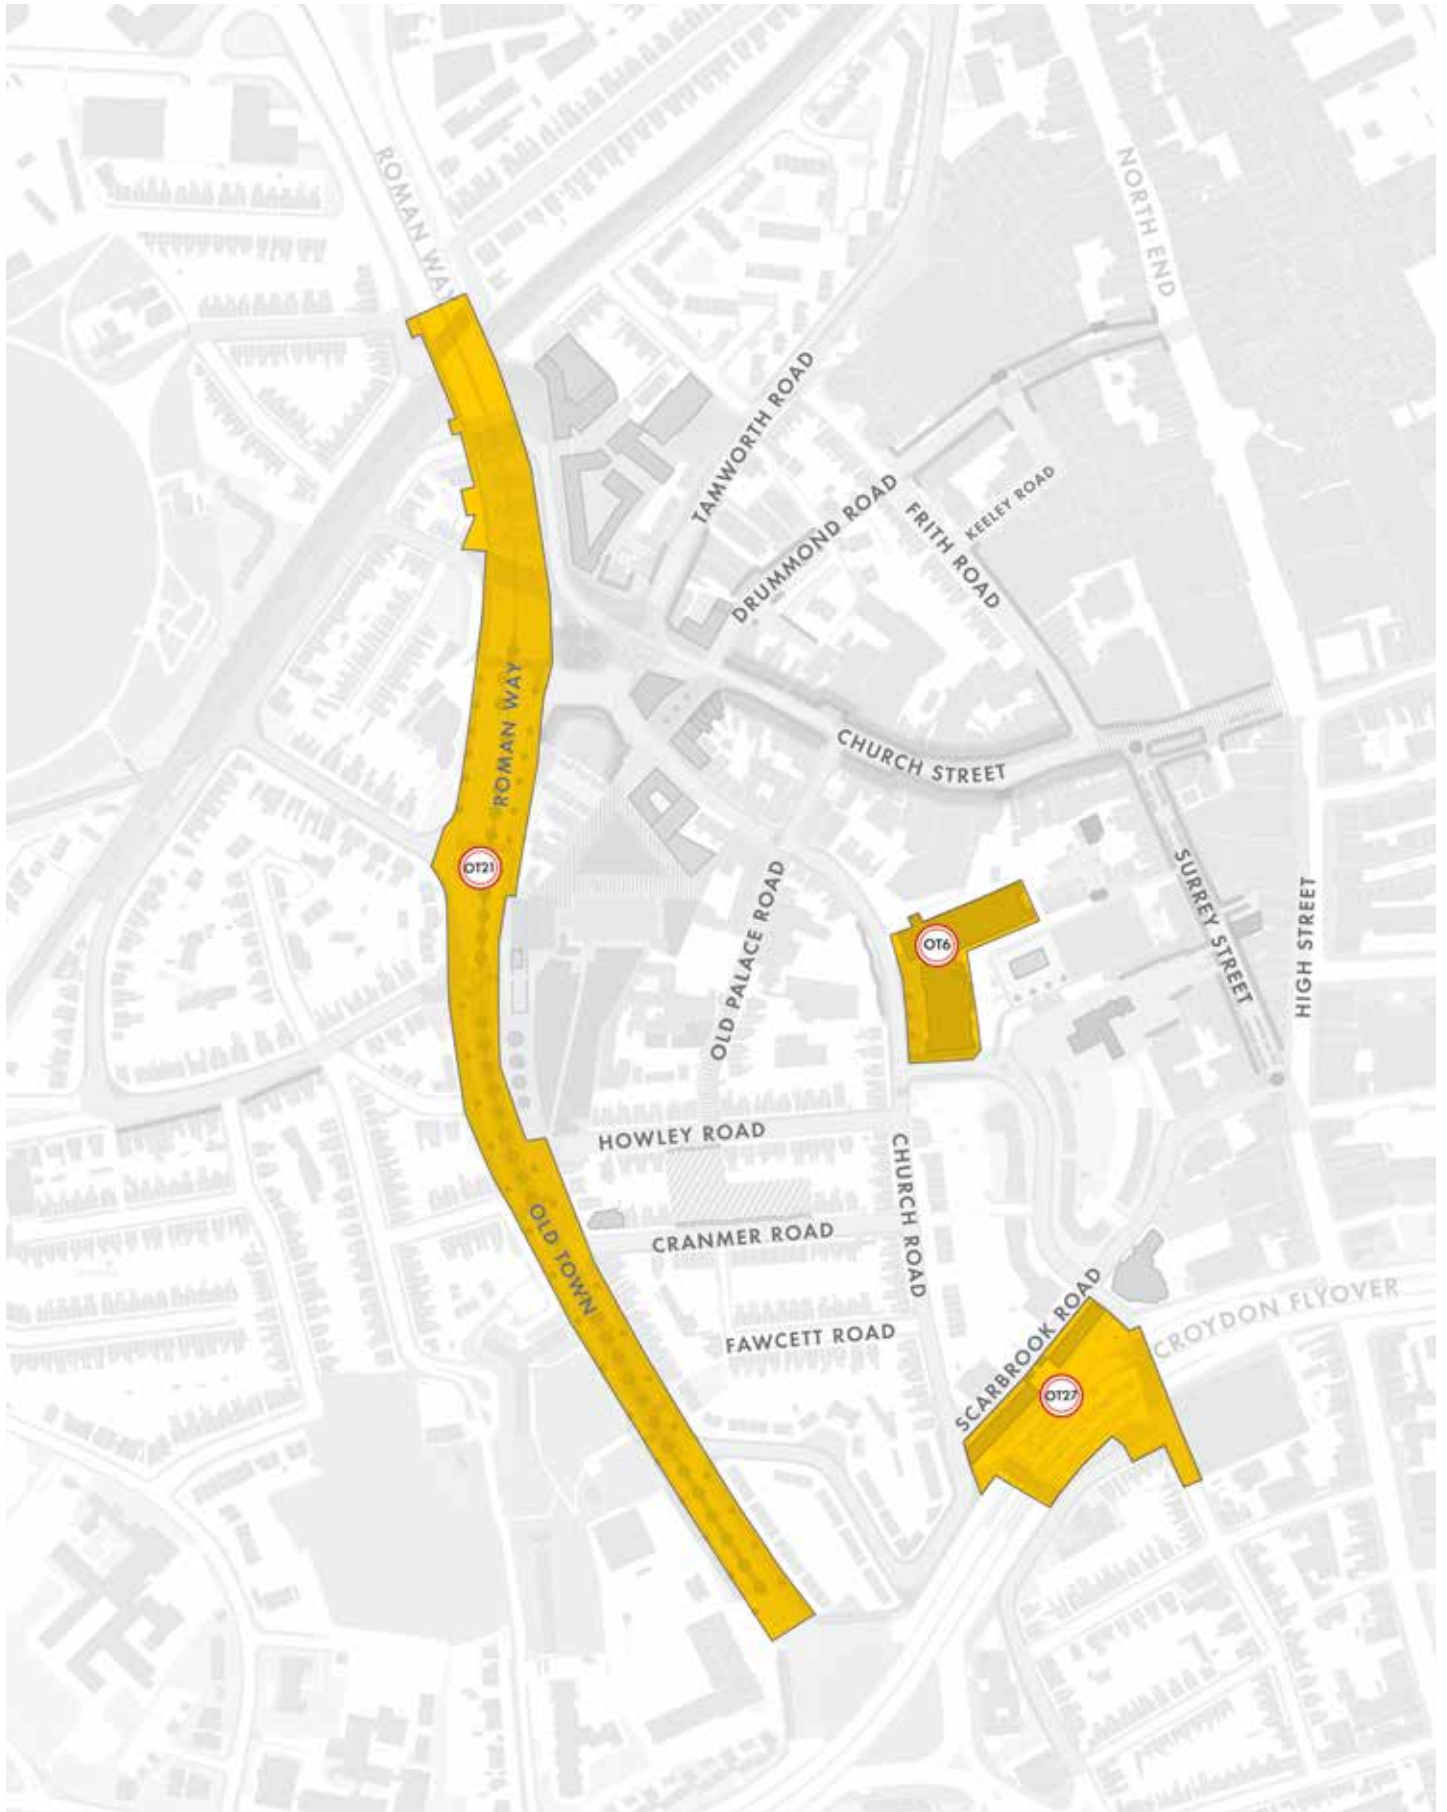 ROMAN WAY
NORTH END
TAMWORTH ROAD
DRUMMOND ROAD
KEELEY ROAD
FRITH ROAD
ROMAN WAY
CHURCH STREET
OT21
OLD PALACE ROAD
OT6
SURREY STREET
HIGH STREET
HOWLEY ROAD
CHURCH ROAD
OLD TOWN
CRANMER ROAD
FAWCETT ROAD
SCARBROOK ROAD
CROYDON FLYOVER
OT27